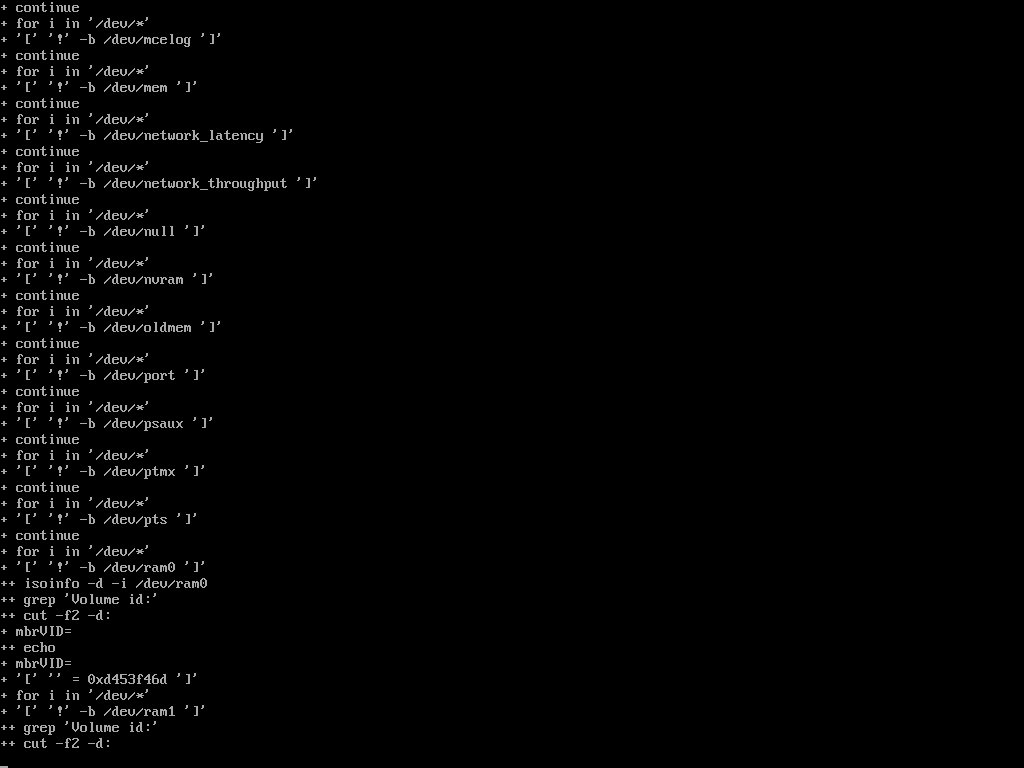 + continue
+ for i in '/dev/*'
+ '[' '!' -b /dev/mcelog ']'
+ continue
+ for i in '/dev/*'
+ '[' '!' -b /dev/mem ']'
+ continue
+ for i in '/dev/*'
+ '[' '!' -b /dev/network_latency ']'
+ continue
+ for i in '/dev/*'
+ '[' '!' -b /dev/network_throughput ']'
+ continue
+ for i in '/dev/*'
+ '[' '!' -b /dev/null ']'
+ continue
+ for i in '/dev/*'
+ '[' '!' -b /dev/nvram ']'
+ continue
+ for i in '/dev/*'
+ '[' '!' -b /dev/oldmem ']'
+ continue
+ for i in '/dev/*'
+ '[' '!' -b /dev/port ']'
+ continue
+ for i in '/dev/*'
+ '[' '!' -b /dev/psaux ']'
+ continue
+ for i in '/dev/*'
+ '[' '!' -b /dev/ptmx ']'
+ continue
+ for i in '/dev/*'
+ '[' '!' -b /dev/pts ']'
+ continue
+ for i in '/dev/*'
+ '[' '!' -b /dev/ram0 ']'
++ isoinfo -d -i /dev/ram0
++ grep 'Volume id:'
++ cut -f2 -d:
+ mbrVID=
++ echo
+ mbrVID=
+ '[' '' = 0xd453f46d ']'
+ for i in '/dev/*'
+ '[' '!' -b /dev/ram1 ']'
++ grep 'Volume id:'
++ cut -f2 -d: